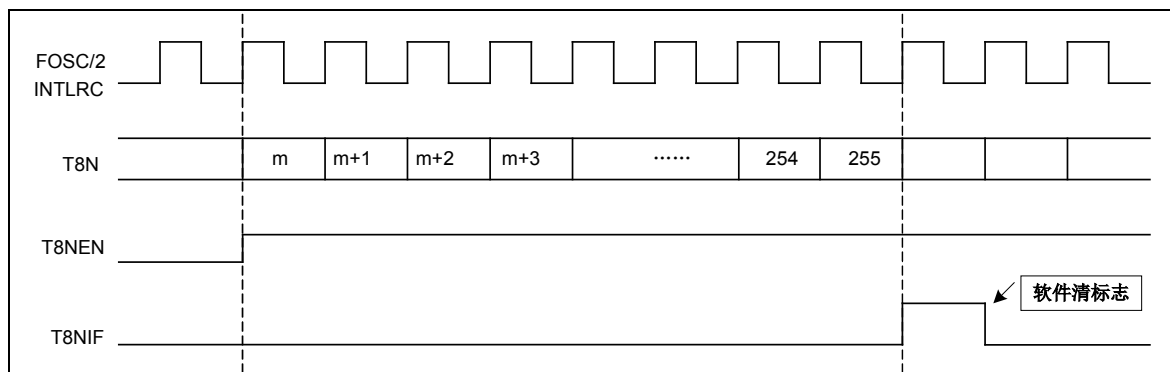 FOSC/2
INTLRC
T8N
m
m+1
m+2
m+3
……
254
255
T8NEN
软件清标志
T8NIF